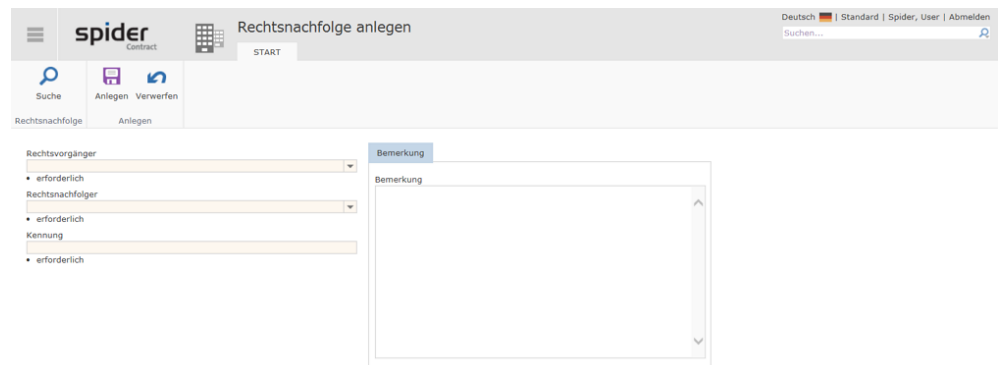 Deutsch | Standard | Spider, User | Abmelden
spider
Contract
Rechtsnachfolge anlegen
Suchen...
START
Suche
Anlegen Verwerfen
Rechtsnachfolge
Anlegen
Rechtsvorgänger
• erforderlich
Rechtsnachfolger
• erforderlich
Kennung
• erforderlich
Bemerkung
Bemerkung